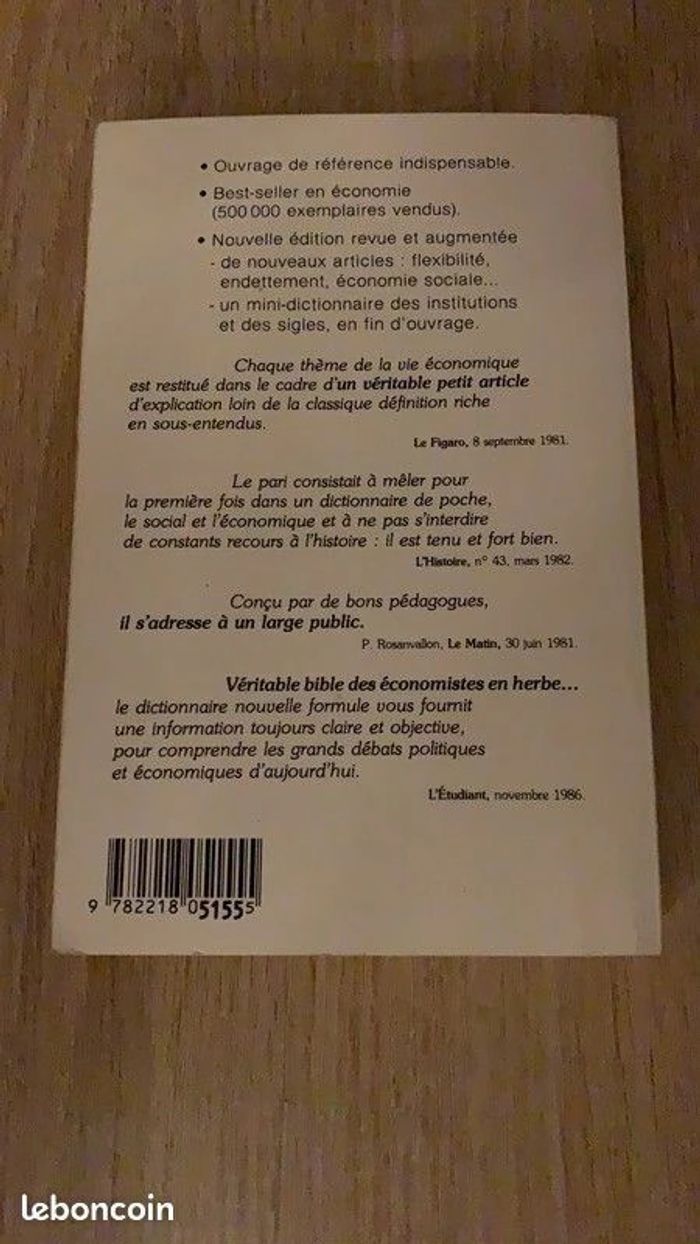 • Ouvrage de référence indispensable.
• Best-seller en économie
(500 000 exemplaires vendus).
• Nouvelle édition revue et augmentée
- de nouveaux articles : flexibilité,
endettement, économie sociale...
- un mini-dictionnaire des institutions
et des sigles, en fin d'ouvrage.
Chaque thème de la vie économique
est restitué dans le cadre d'un véritable petit article
d'explication loin de la classique définition riche
en sous-entendus.
Le Figaro, 8 septembre 1981.
Le pari consistait à mêler pour
la première fois dans un dictionnaire de poche,
le social et l'économique et à ne pas s'interdire
de constants recours à l'histoire : il est tenu et fort bien.
L'Histoire, n° 43, mars 1982.
Conçu par de bons pédagogues,
il s'adresse à un large public.
P. Rosanvallon, Le Matin, 30 juin 1981.
Véritable bible des économistes en herbe...
le dictionnaire nouvelle formule vous fournit
une information toujours claire et objective,
pour comprendre les grands débats politiques
et économiques d'aujourd'hui.
L'Étudiant, novembre 1986.
9 782218 051555
leboncoin